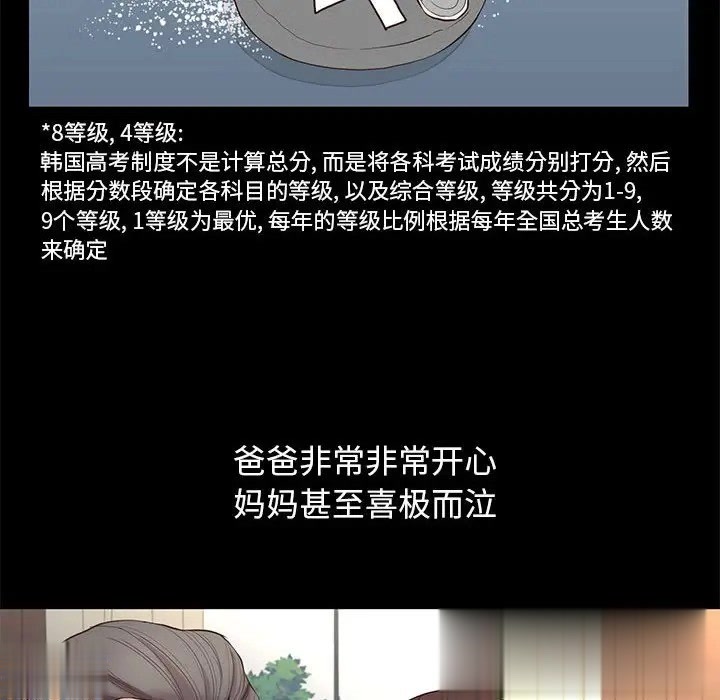 *8等级, 4等级:
韩国高考制度不是计算总分, 而是将各科考试成绩分别打分, 然后
根据分数段确定各科目的等级, 以及综合等级, 等级共分为1-9,
9个等级, 1等级为最优, 每年的等级比例根据每年全国总考生人数
来确定
爸爸非常非常开心
妈妈甚至喜极而泣